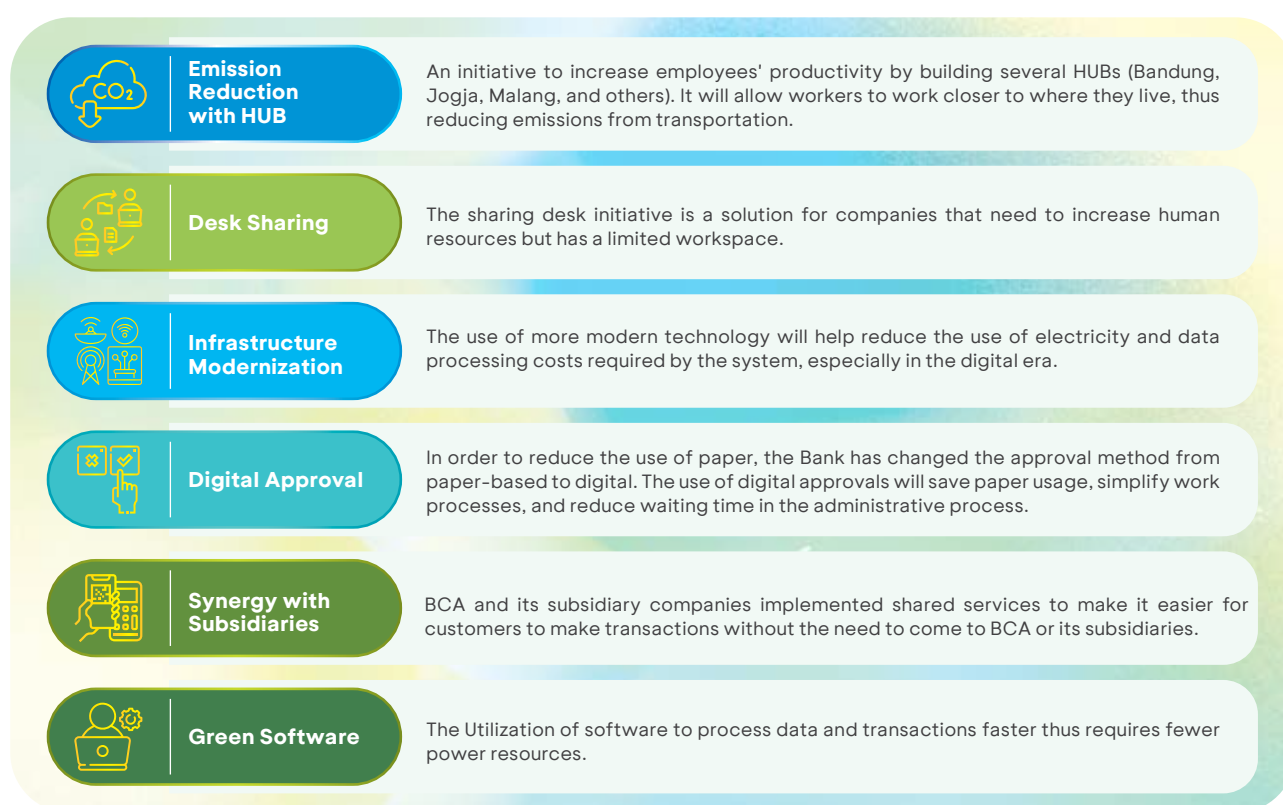 CO2
Emission
Reduction
with HUB
An initiative to increase employees' productivity by building several HUBs (Bandung,
Jogja, Malang, and others). It will allow workers to work closer to where they live, thus
reducing emissions from transportation.
Desk Sharing
The sharing desk initiative is a solution for companies that need to increase human
resources but has a limited workspace.
Infrastructure
Modernization
The use of more modern technology will help reduce the use of electricity and data
processing costs required by the system, especially in the digital era.
Digital Approval
In order to reduce the use of paper, the Bank has changed the approval method from
paper-based to digital. The use of digital approvals will save paper usage, simplify work
processes, and reduce waiting time in the administrative process.
Synergy with
Subsidiaries
BCA and its subsidiary companies implemented shared services to make it easier for
customers to make transactions without the need to come to BCA or its subsidiaries.
Green Software
The Utilization of software to process data and transactions faster thus requires fewer
power resources.